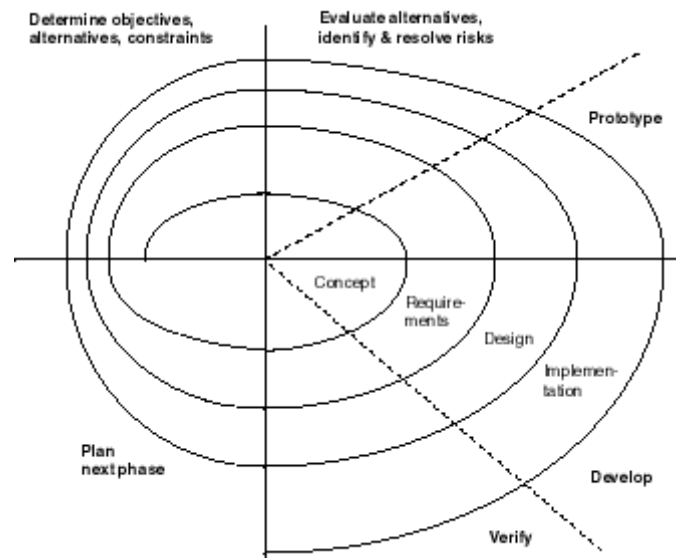 Determine objectives,
alternatives, constraints
Evaluate alternatives,
identify & resolve risks
Prototype
Concept
Require-
ments
Design
Implemen-
tation
Plan
next phase
Develop
Verify